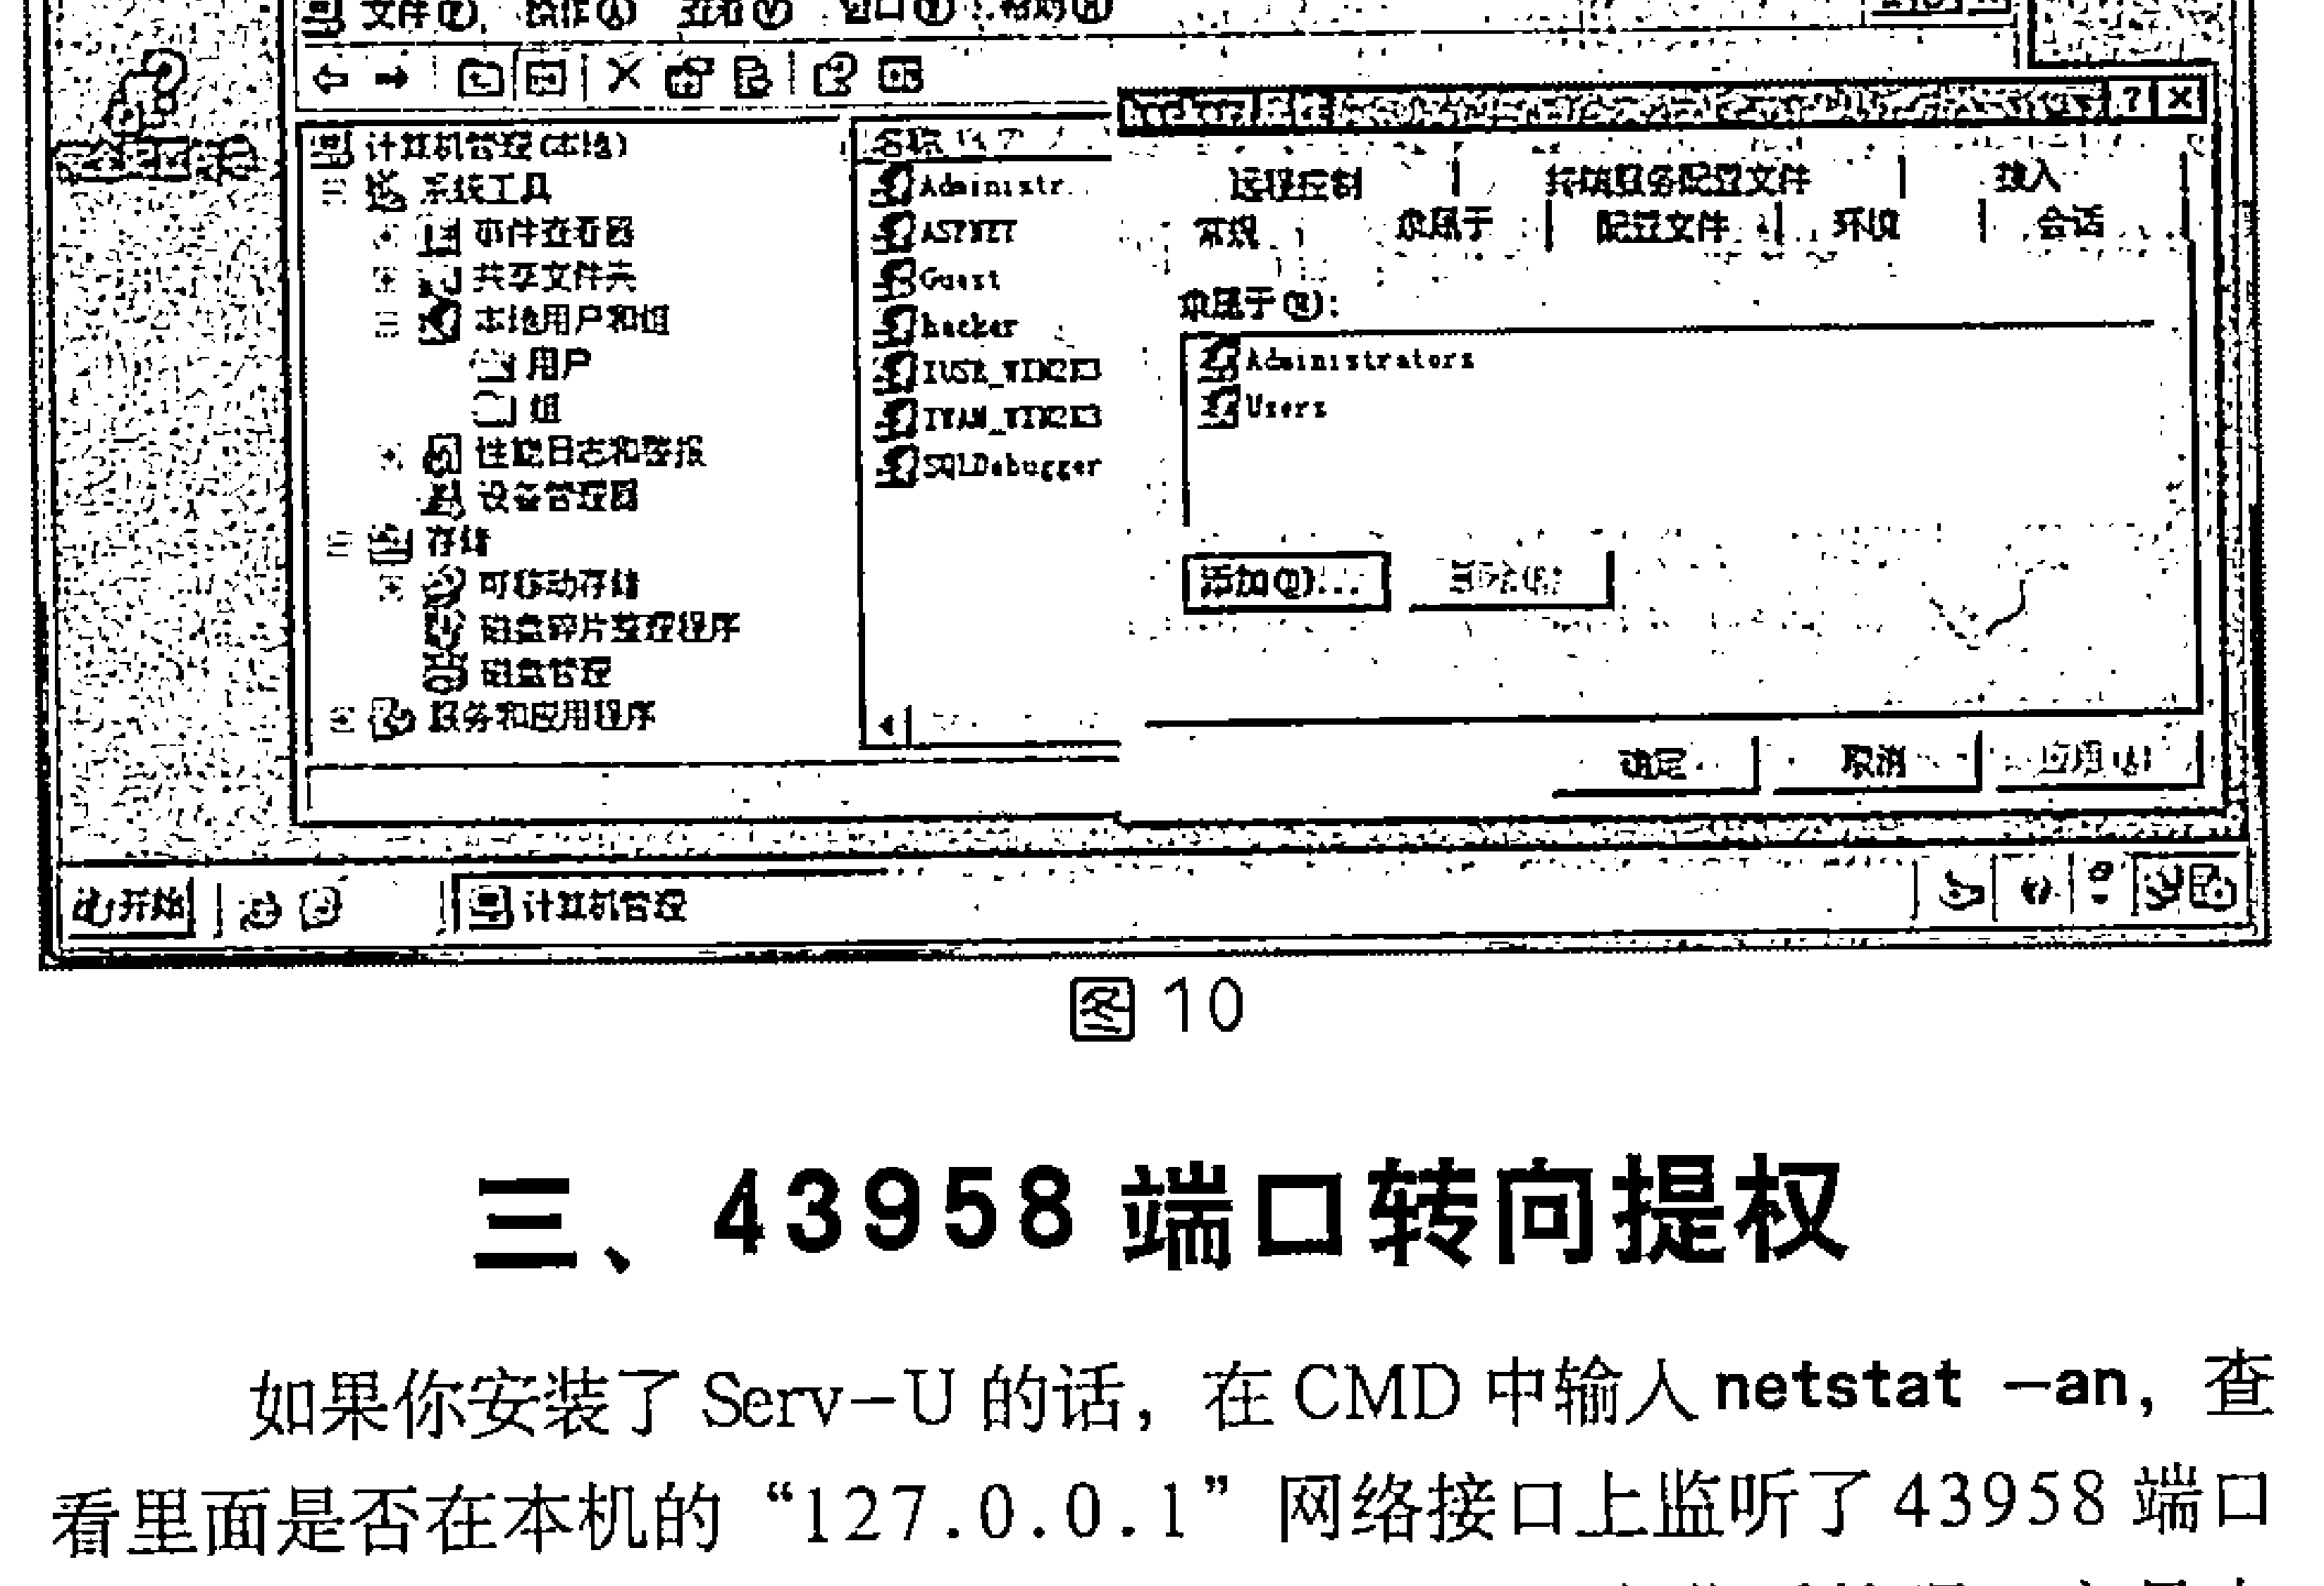 文件(F) 操作(A) 查看(V) 窗口(W) 帮助(H)
计算机管理(本地)
系统工具
事件查看器
共享文件夹
本地用户和组
用户
组
性能日志和警报
设备管理器
存储
可移动存储
磁盘碎片整理程序
磁盘管理
服务和应用程序
名称
Administr...
ASPNET
Guest
hacker
IUSR_WIN2K3
IWAM_WIN2K3
SQLDebugger
hacker 属性
远程控制 终端服务配置文件 拨入
常规 隶属于 配置文件 环境 会话
隶属于(M):
Administrators
Users
添加(D)... 删除(R)
确定 取消 应用(A)
开始 计算机管理
图 10
三、43958 端口转向提权
如果你安装了 Serv-U 的话，在 CMD 中输入 netstat -an，查
看里面是否在本机的“127.0.0.1”网络接口上监听了 43958 端口